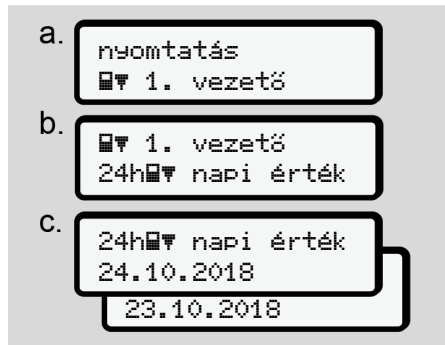 a.
nyomtatás
▼ 1. vezető
b.
▼ 1. vezető
24h▼ napi érték
c.
24h▼ napi érték
24.10.2018
23.10.2018